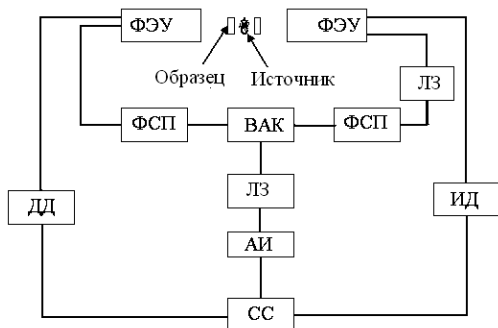 ФЭУ
ФЭУ
Образец
Источник
ЛЗ
ФСП
ВАК
ФСП
ЛЗ
ДД
ИД
АИ
СС